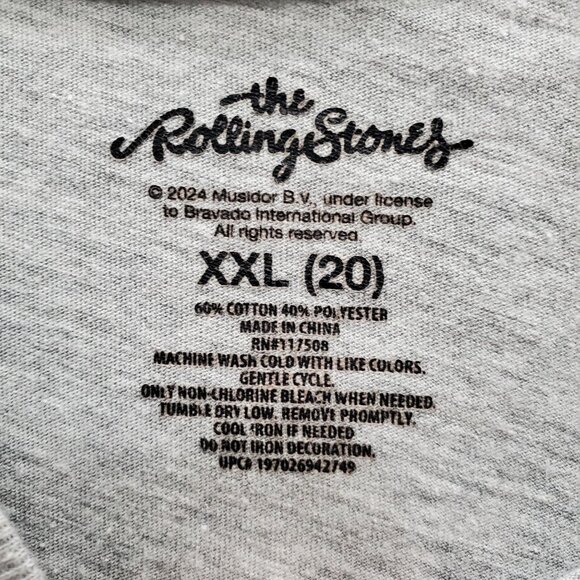 the
Rolling Stones
© 2024 Musidor B.V., under license
to Bravado International Group.
All rights reserved.
XXL (20)
60% COTTON 40% POLYESTER
MADE IN CHINA
RN#117508
MACHINE WASH COLD WITH LIKE COLORS.
GENTLE CYCLE.
ONLY NON-CHLORINE BLEACH WHEN NEEDED.
TUMBLE DRY LOW. REMOVE PROMPTLY.
COOL IRON IF NEEDED
DO NOT IRON DECORATION.
UPC# 197026942749